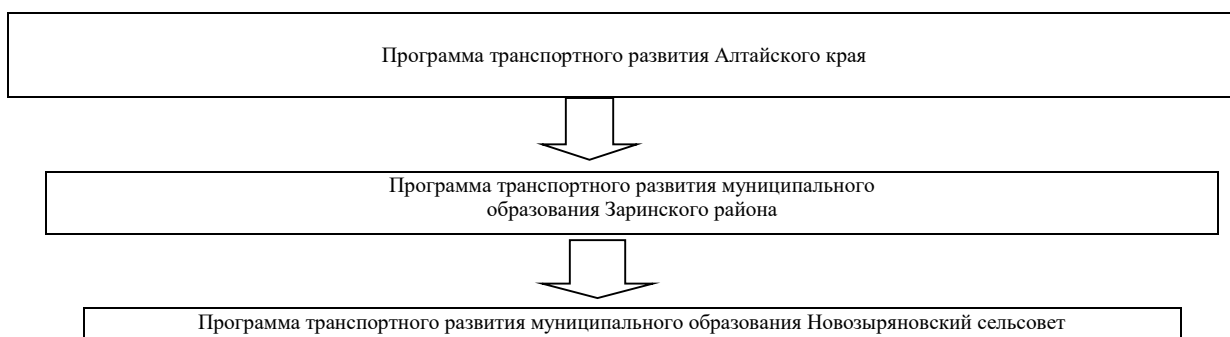 Программа транспортного развития Алтайского края
Программа транспортного развития муниципального
образования Заринского района
Программа транспортного развития муниципального образования Новозыряновский сельсовет